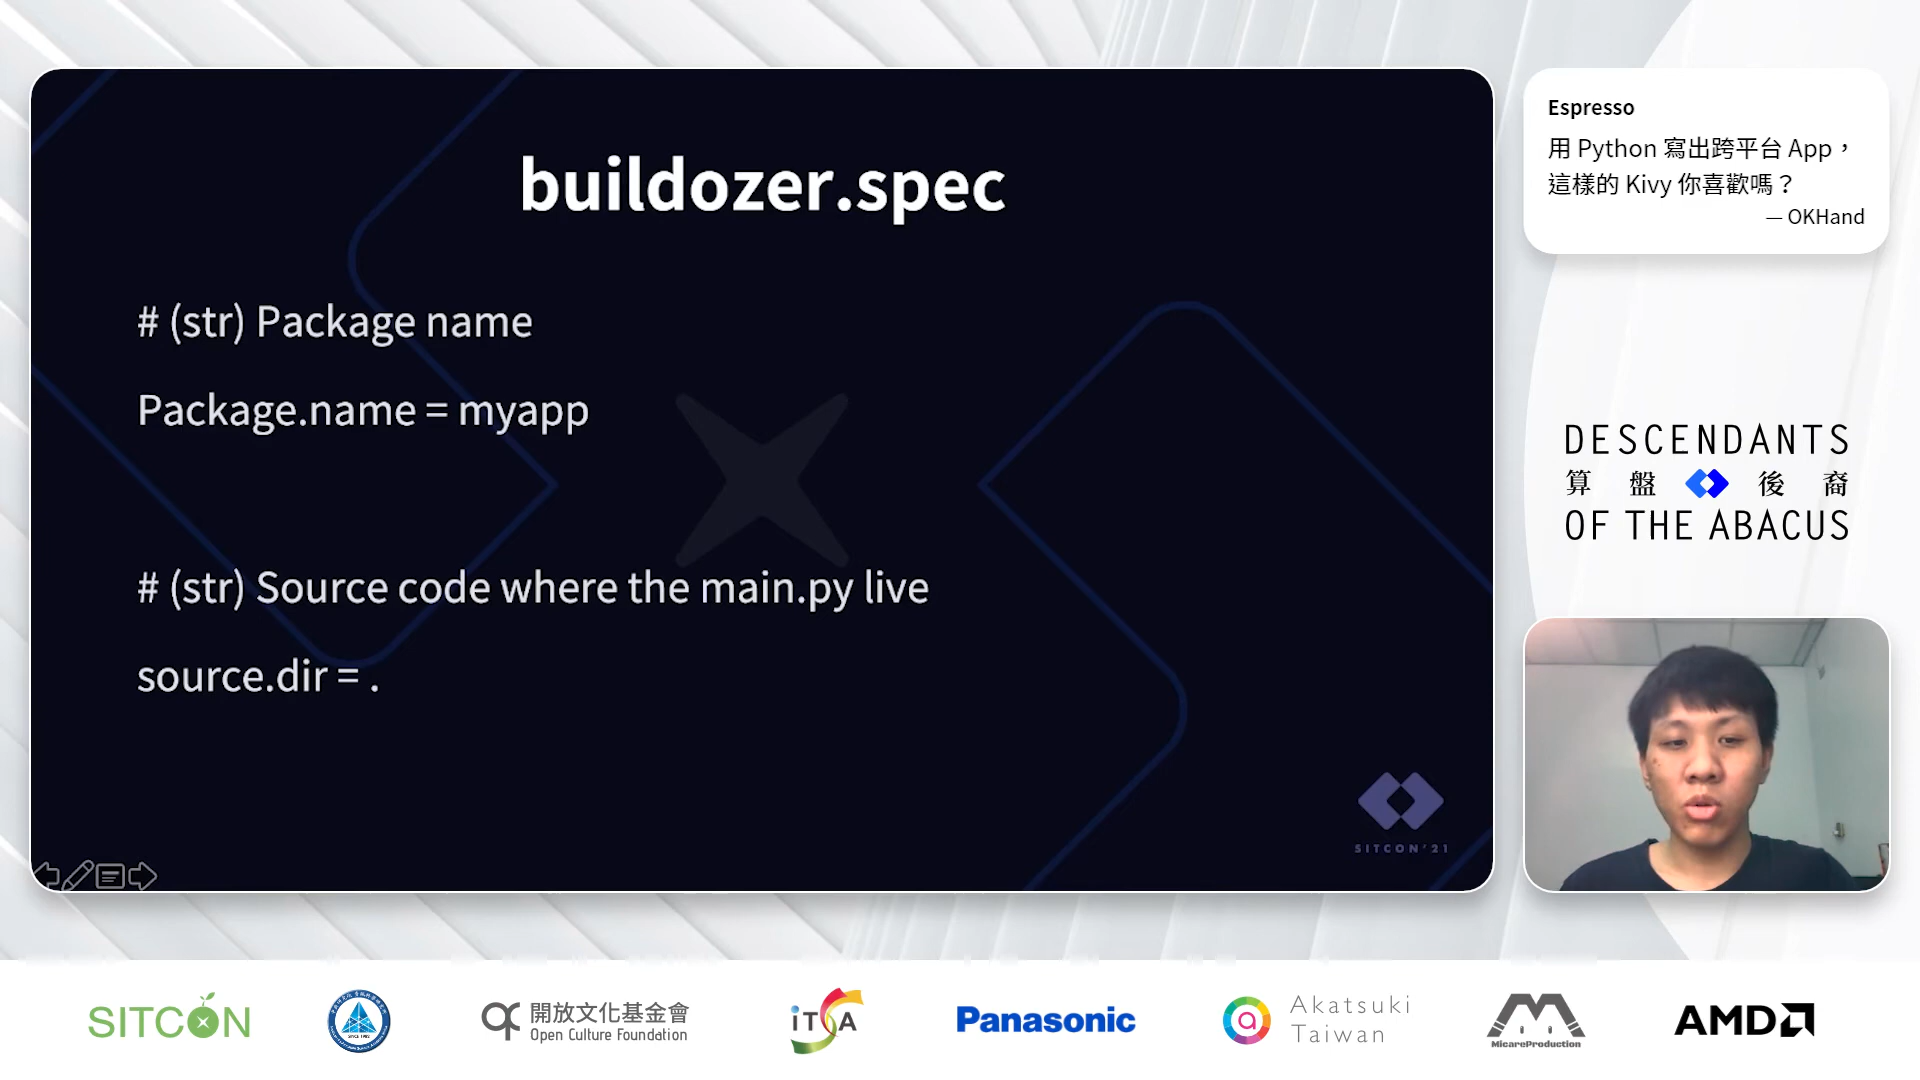 buildozer.spec
# (str) Package name
Package.name = myapp
# (str) Source code where the main.py live
source.dir = .
SITCON'21
Espresso
用 Python 寫出跨平台 App，
這樣的 Kivy 你喜歡嗎？
— OKHand
DESCENDANTS
算盤後裔
OF THE ABACUS
SITCON
開放文化基金會
Open Culture Foundation
iTSA
Panasonic
Akatsuki
Taiwan
MicareProduction
AMD